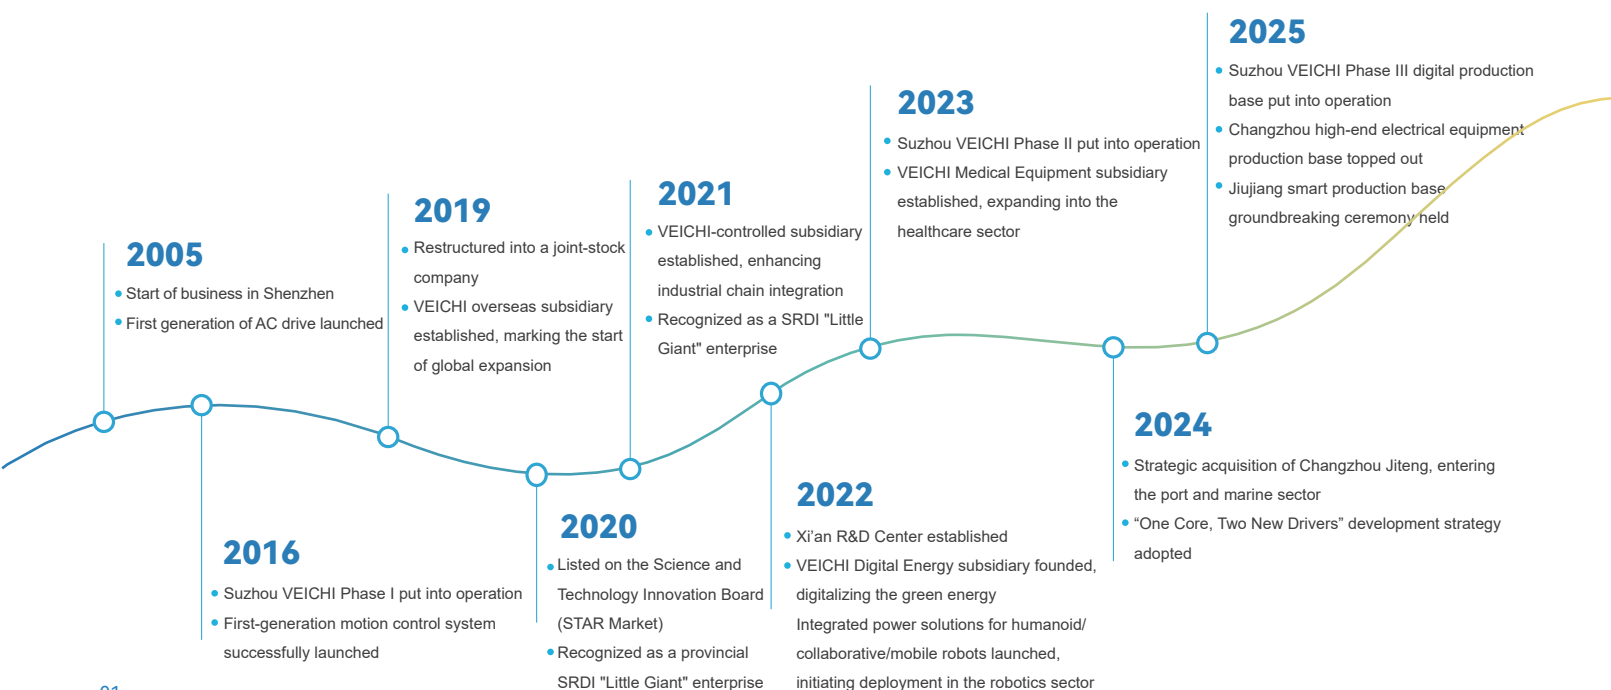 2005
Start of business in Shenzhen
First generation of AC drive launched
2016
Suzhou VEICHI Phase I put into operation
First-generation motion control system
successfully launched
2019
Restructured into a joint-stock
company
VEICHI overseas subsidiary
established, marking the start
of global expansion
2020
Listed on the Science and
Technology Innovation Board
(STAR Market)
Recognized as a provincial
SRDI "Little Giant" enterprise
2021
VEICHI-controlled subsidiary
established, enhancing
industrial chain integration
Recognized as a SRDI "Little
Giant" enterprise
2022
Xi’an R&D Center established
VEICHI Digital Energy subsidiary founded,
digitalizing the green energy
Integrated power solutions for humanoid/
collaborative/mobile robots launched,
initiating deployment in the robotics sector
2023
Suzhou VEICHI Phase II put into operation
VEICHI Medical Equipment subsidiary
established, expanding into the
healthcare sector
2024
Strategic acquisition of Changzhou Jiteng, entering
the port and marine sector
“One Core, Two New Drivers” development strategy
adopted
2025
Suzhou VEICHI Phase III digital production
base put into operation
Changzhou high-end electrical equipment
production base topped out
Jiujiang smart production base
groundbreaking ceremony held